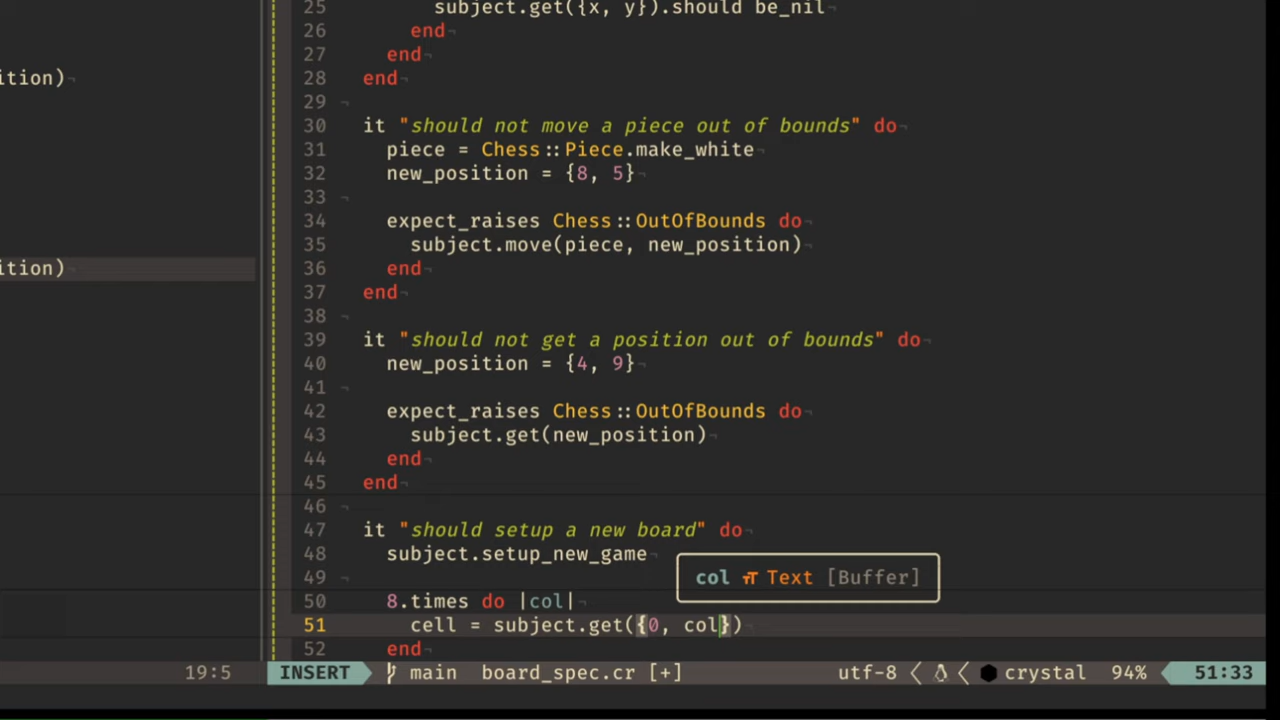 ition)
ition)
25 subject.get({x, y}).should be_nil
26 end
27 end
28 end
29
30 it "should not move a piece out of bounds" do
31 piece = Chess::Piece.make_white
32 new_position = {8, 5}
33
34 expect_raises Chess::OutOfBounds do
35 subject.move(piece, new_position)
36 end
37 end
38
39 it "should not get a position out of bounds" do
40 new_position = {4, 9}
41
42 expect_raises Chess::OutOfBounds do
43 subject.get(new_position)
44 end
45 end
46
47 it "should setup a new board" do
48 subject.setup_new_game
col Text [Buffer]
49
50 8.times do |col|
51 cell = subject.get({0, col})
52 end
19:5 INSERT main board_spec.cr [+] utf-8 crystal 94% 51:33